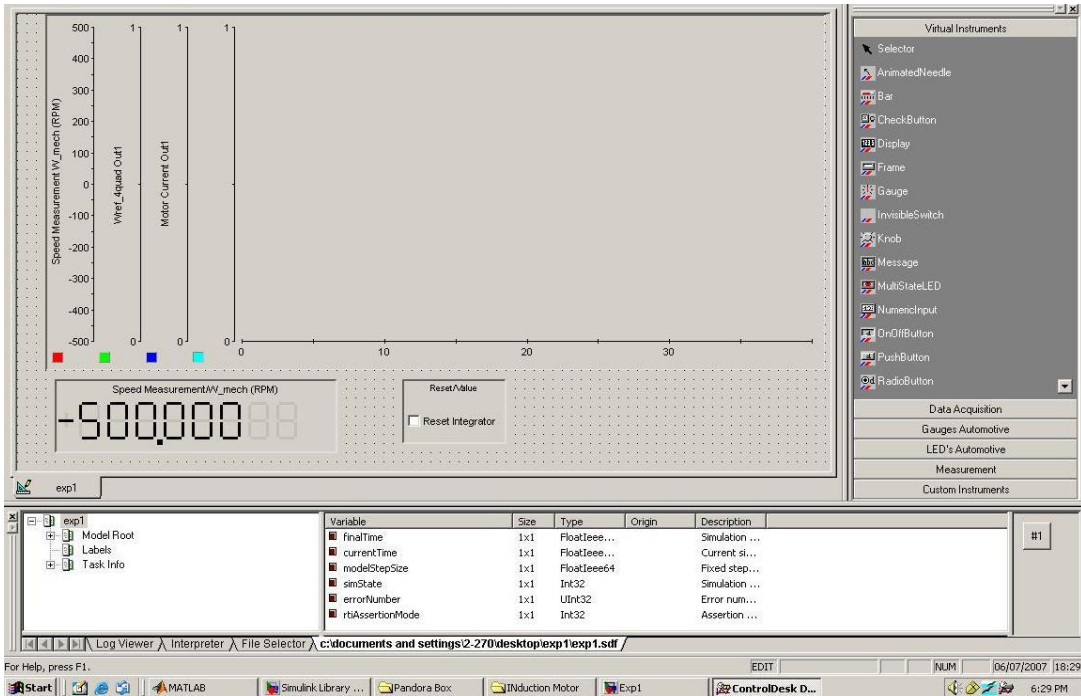 Speed Measurement W_mech (RPM)
500
400
300
200
100
0
-100
-200
-300
-400
-500
Wref_4quad Out1
1
0
Motor Current Out1
1
0
1
0
0 10 20 30
Speed Measurement/W_mech (RPM)
-500.000
Reset/Value
Reset Integrator
exp1
Virtual Instruments
Selector
AnimatedNeedle
Bar
CheckButton
Display
Frame
Gauge
InvisibleSwitch
Knob
Message
MultiStateLED
NumericInput
OnOffButton
PushButton
RadioButton
Data Acquisition
Gauges Automotive
LED's Automotive
Measurement
Custom Instruments
exp1
Model Root
Labels
Task Info
Variable Size Type Origin Description
finalTime 1x1 FloatIeee... Simulation ...
currentTime 1x1 FloatIeee... Current si...
modelStepSize 1x1 FloatIeee64 Fixed step...
simState 1x1 Int32 Simulation ...
errorNumber 1x1 UInt32 Error num...
rtiAssertionMode 1x1 Int32 Assertion ...
#1
Log Viewer Interpreter File Selector c:\documents and settings\2-270\desktop\exp1\exp1.sdf
For Help, press F1. EDIT NUM 06/07/2007 18:29
Start MATLAB Simulink Library ... Pandora Box INduction Motor Exp1 ControlDesk D... 6:29 PM